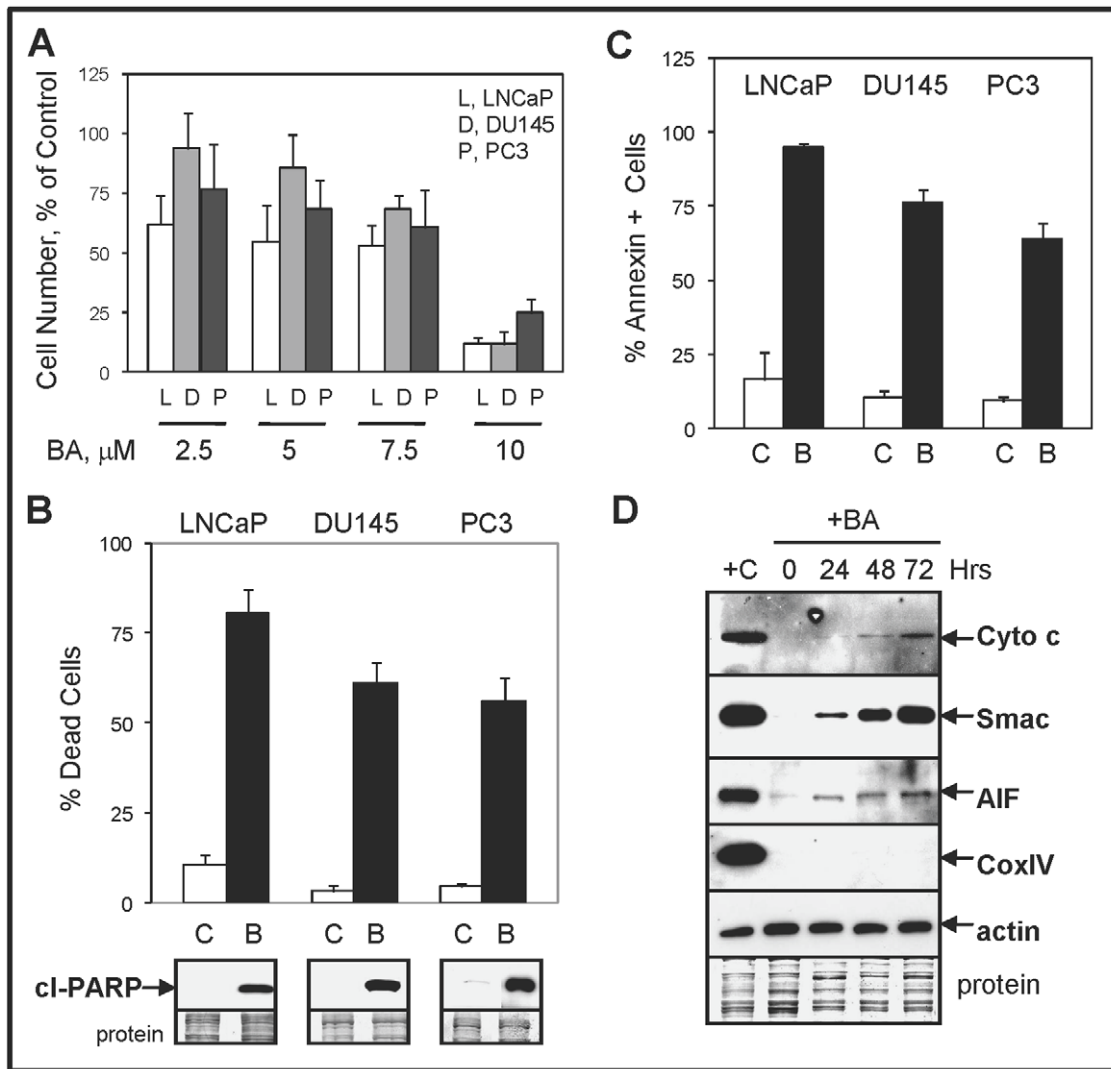 A
Cell Number, % of Control
125
100
75
50
25
0
L, LNCaP
D, DU145
P, PC3
L D P L D P L D P L D P
BA, μM 2.5 5 7.5 10
B
LNCaP DU145 PC3
% Dead Cells
100
75
50
25
0
C B C B C B
cl-PARP
protein
C
% Annexin + Cells
125
100
75
50
25
0
LNCaP DU145 PC3
C B C B C B
D
+BA
+C 0 24 48 72 Hrs
Cyto c
Smac
AIF
CoxIV
actin
protein